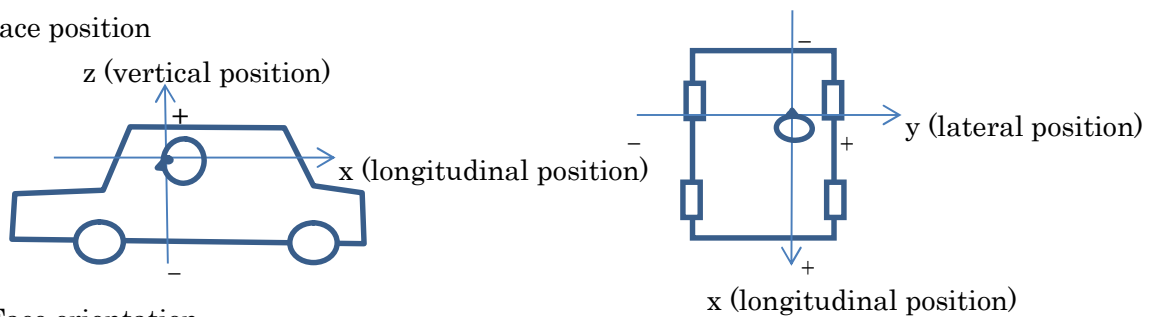 ace position
z (vertical position)
+
x (longitudinal position)
−
−
y (lateral position)
−
+
+
x (longitudinal position)